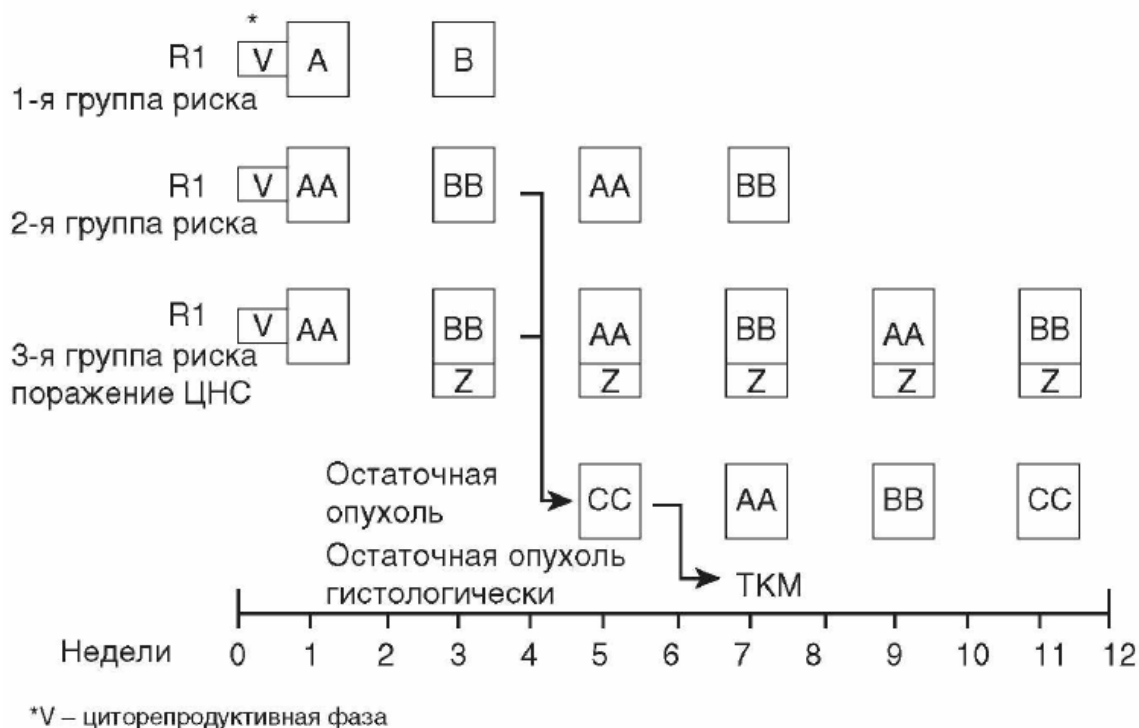 *
R1 V A B
1-я группа риска
R1 V AA BB AA BB
2-я группа риска
R1 V AA BB AA BB AA BB
3-я группа риска
поражение ЦНС Z Z Z Z Z
Остаточная
опухоль CC AA BB CC
Остаточная опухоль
гистологически ТКМ
Недели 0 1 2 3 4 5 6 7 8 9 10 11 12
*V – циторепродуктивная фаза